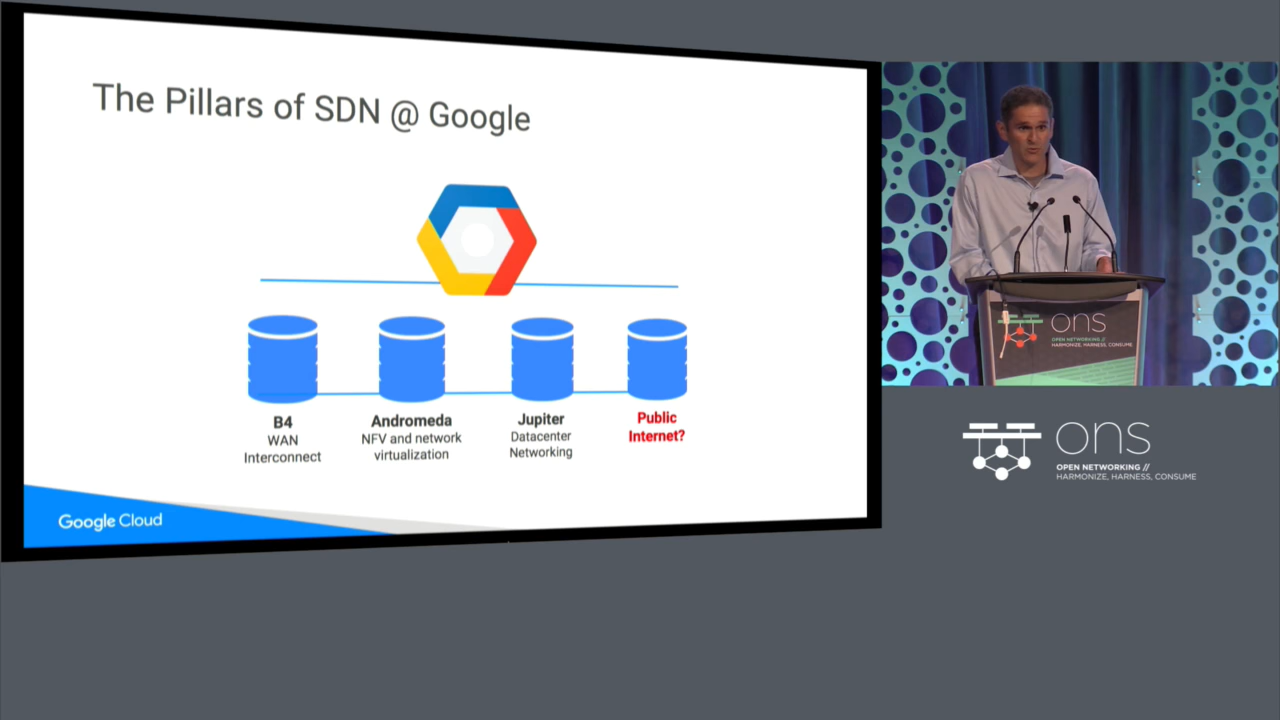 The Pillars of SDN @ Google
B4
WAN
Interconnect
Andromeda
NFV and network
virtualization
Jupiter
Datacenter
Networking
Public
Internet?
Google Cloud
ons
OPEN NETWORKING //
HARMONIZE, HARNESS, CONSUME
ons
OPEN NETWORKING //
HARMONIZE, HARNESS, CONSUME